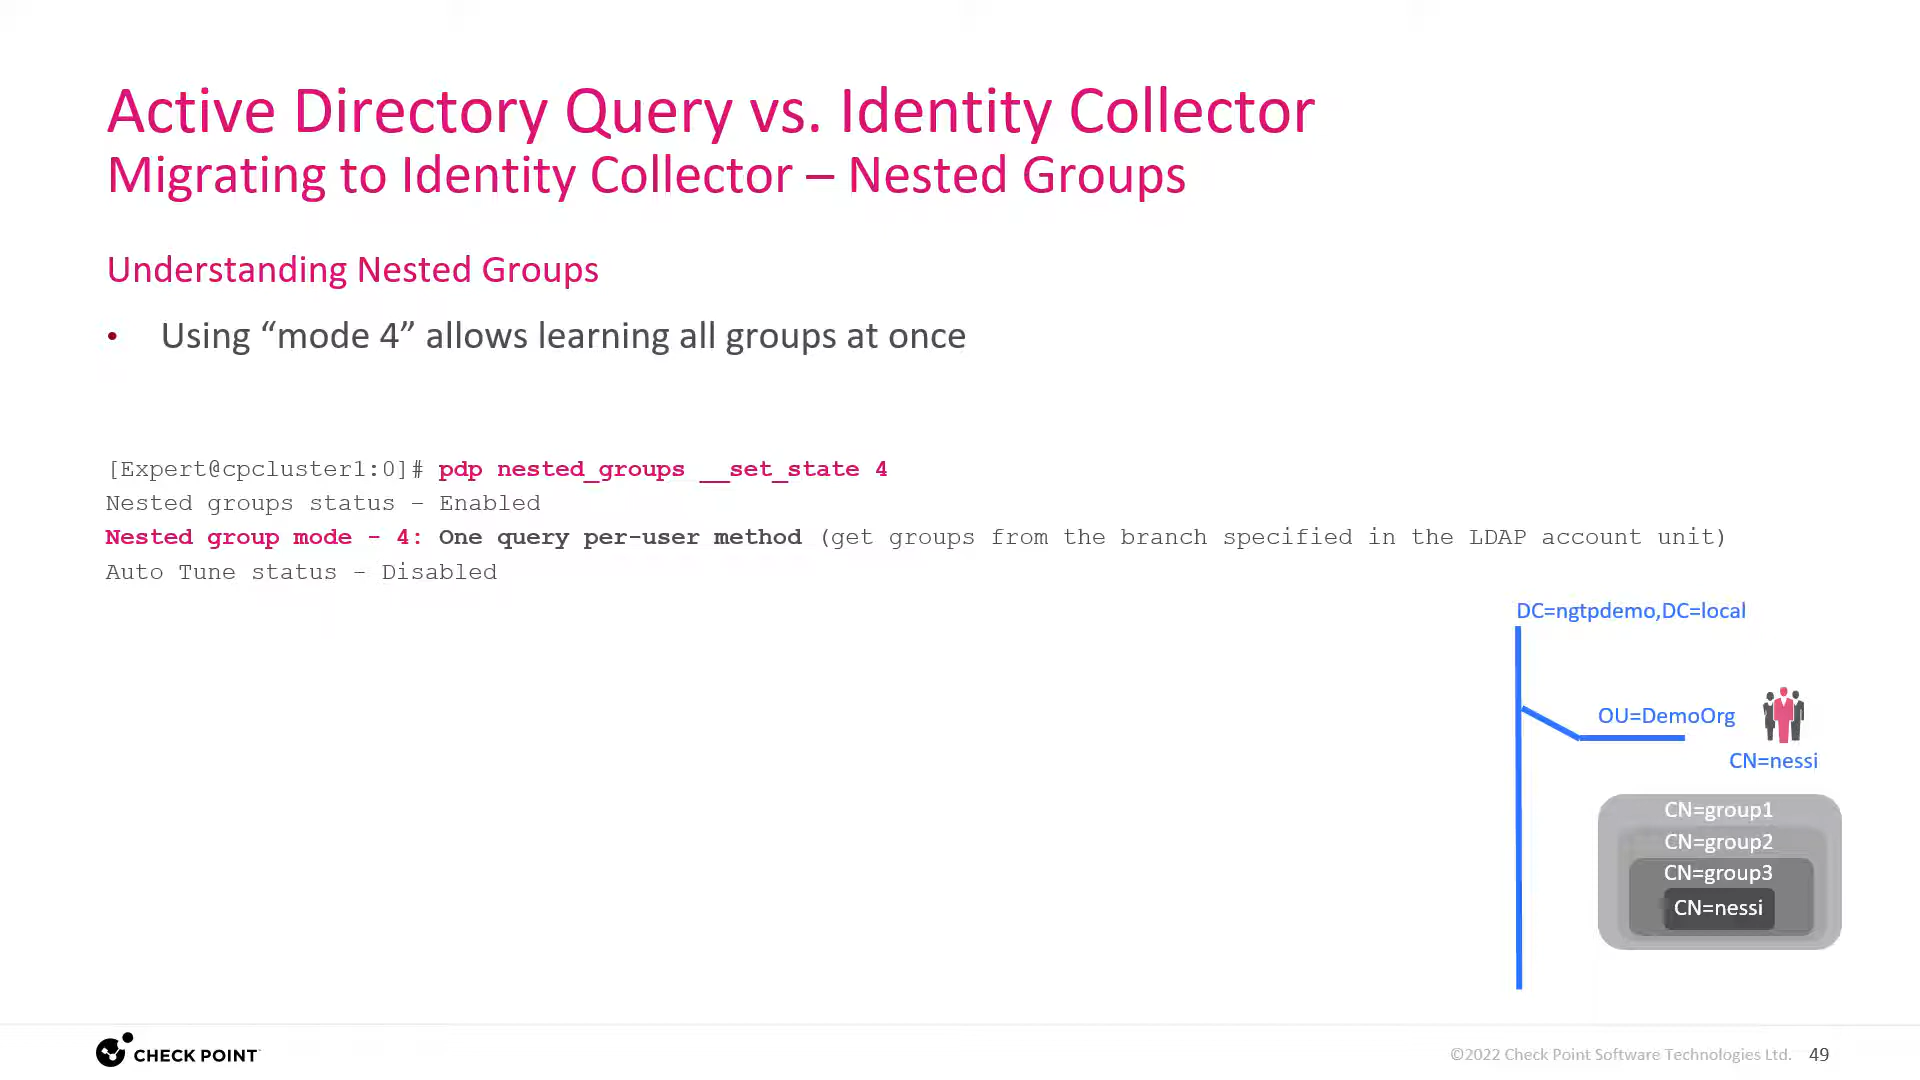 Active Directory Query vs. Identity Collector
Migrating to Identity Collector – Nested Groups
Understanding Nested Groups
• Using “mode 4” allows learning all groups at once
[Expert@cpcluster1:0]# pdp nested_groups __set_state 4
Nested groups status – Enabled
Nested group mode - 4: One query per-user method (get groups from the branch specified in the LDAP account unit)
Auto Tune status – Disabled
DC=ngtpdemo,DC=local
OU=DemoOrg
CN=nessi
CN=group1
CN=group2
CN=group3
CN=nessi
CHECK POINT
©2022 Check Point Software Technologies Ltd. 49